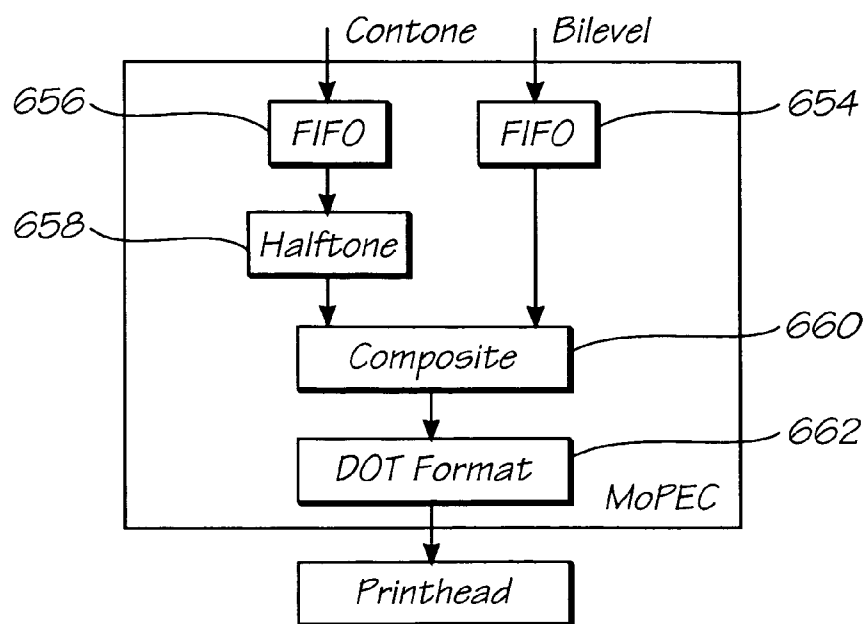 Contone Bilevel
656 FIFO FIFO 654
658 Halftone
Composite 660
DOT Format 662
MoPEC
Printhead